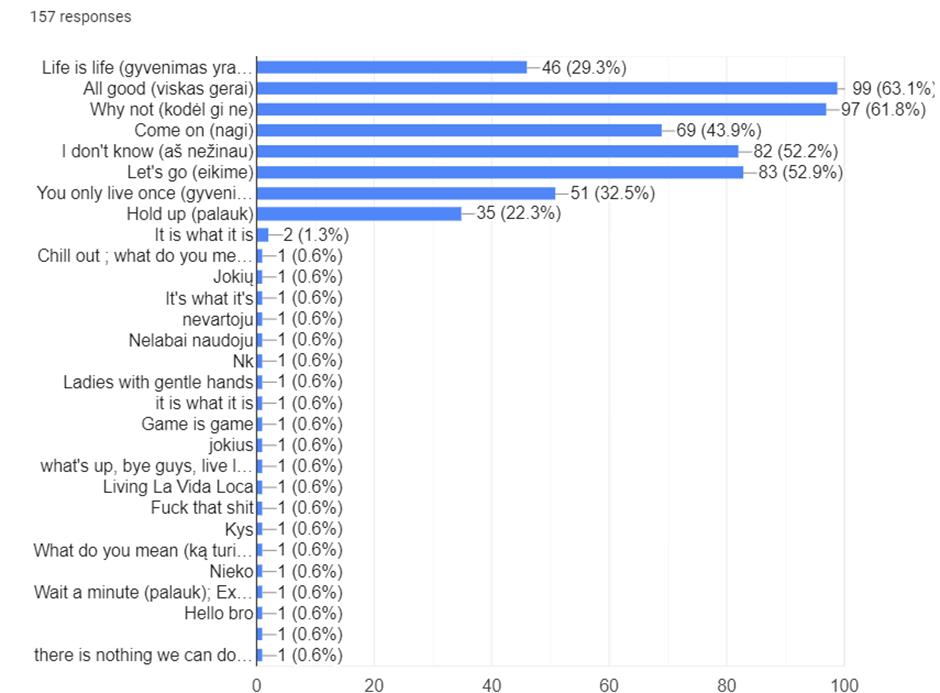 157 responses
Life is life (gyvenimas yra... 46 (29.3%)
All good (viskas gerai) 99 (63.1%)
Why not (kodėl gi ne) 97 (61.8%)
Come on (nagi) 69 (43.9%)
I don't know (aš nežinau) 82 (52.2%)
Let's go (eikime) 83 (52.9%)
You only live once (gyveni... 51 (32.5%)
Hold up (palauk) 35 (22.3%)
It is what it is 2 (1.3%)
Chill out ; what do you me... 1 (0.6%)
Jokių 1 (0.6%)
It's what it's 1 (0.6%)
nevartoju 1 (0.6%)
Nelabai naudoju 1 (0.6%)
Nk 1 (0.6%)
Ladies with gentle hands 1 (0.6%)
it is what it is 1 (0.6%)
Game is game 1 (0.6%)
jokius 1 (0.6%)
what's up, bye guys, live l... 1 (0.6%)
Living La Vida Loca 1 (0.6%)
Fuck that shit 1 (0.6%)
Kys 1 (0.6%)
What do you mean (ką turi... 1 (0.6%)
Nieko 1 (0.6%)
Wait a minute (palauk); Ex... 1 (0.6%)
Hello bro 1 (0.6%)
1 (0.6%)
there is nothing we can do... 1 (0.6%)
0 20 40 60 80 100